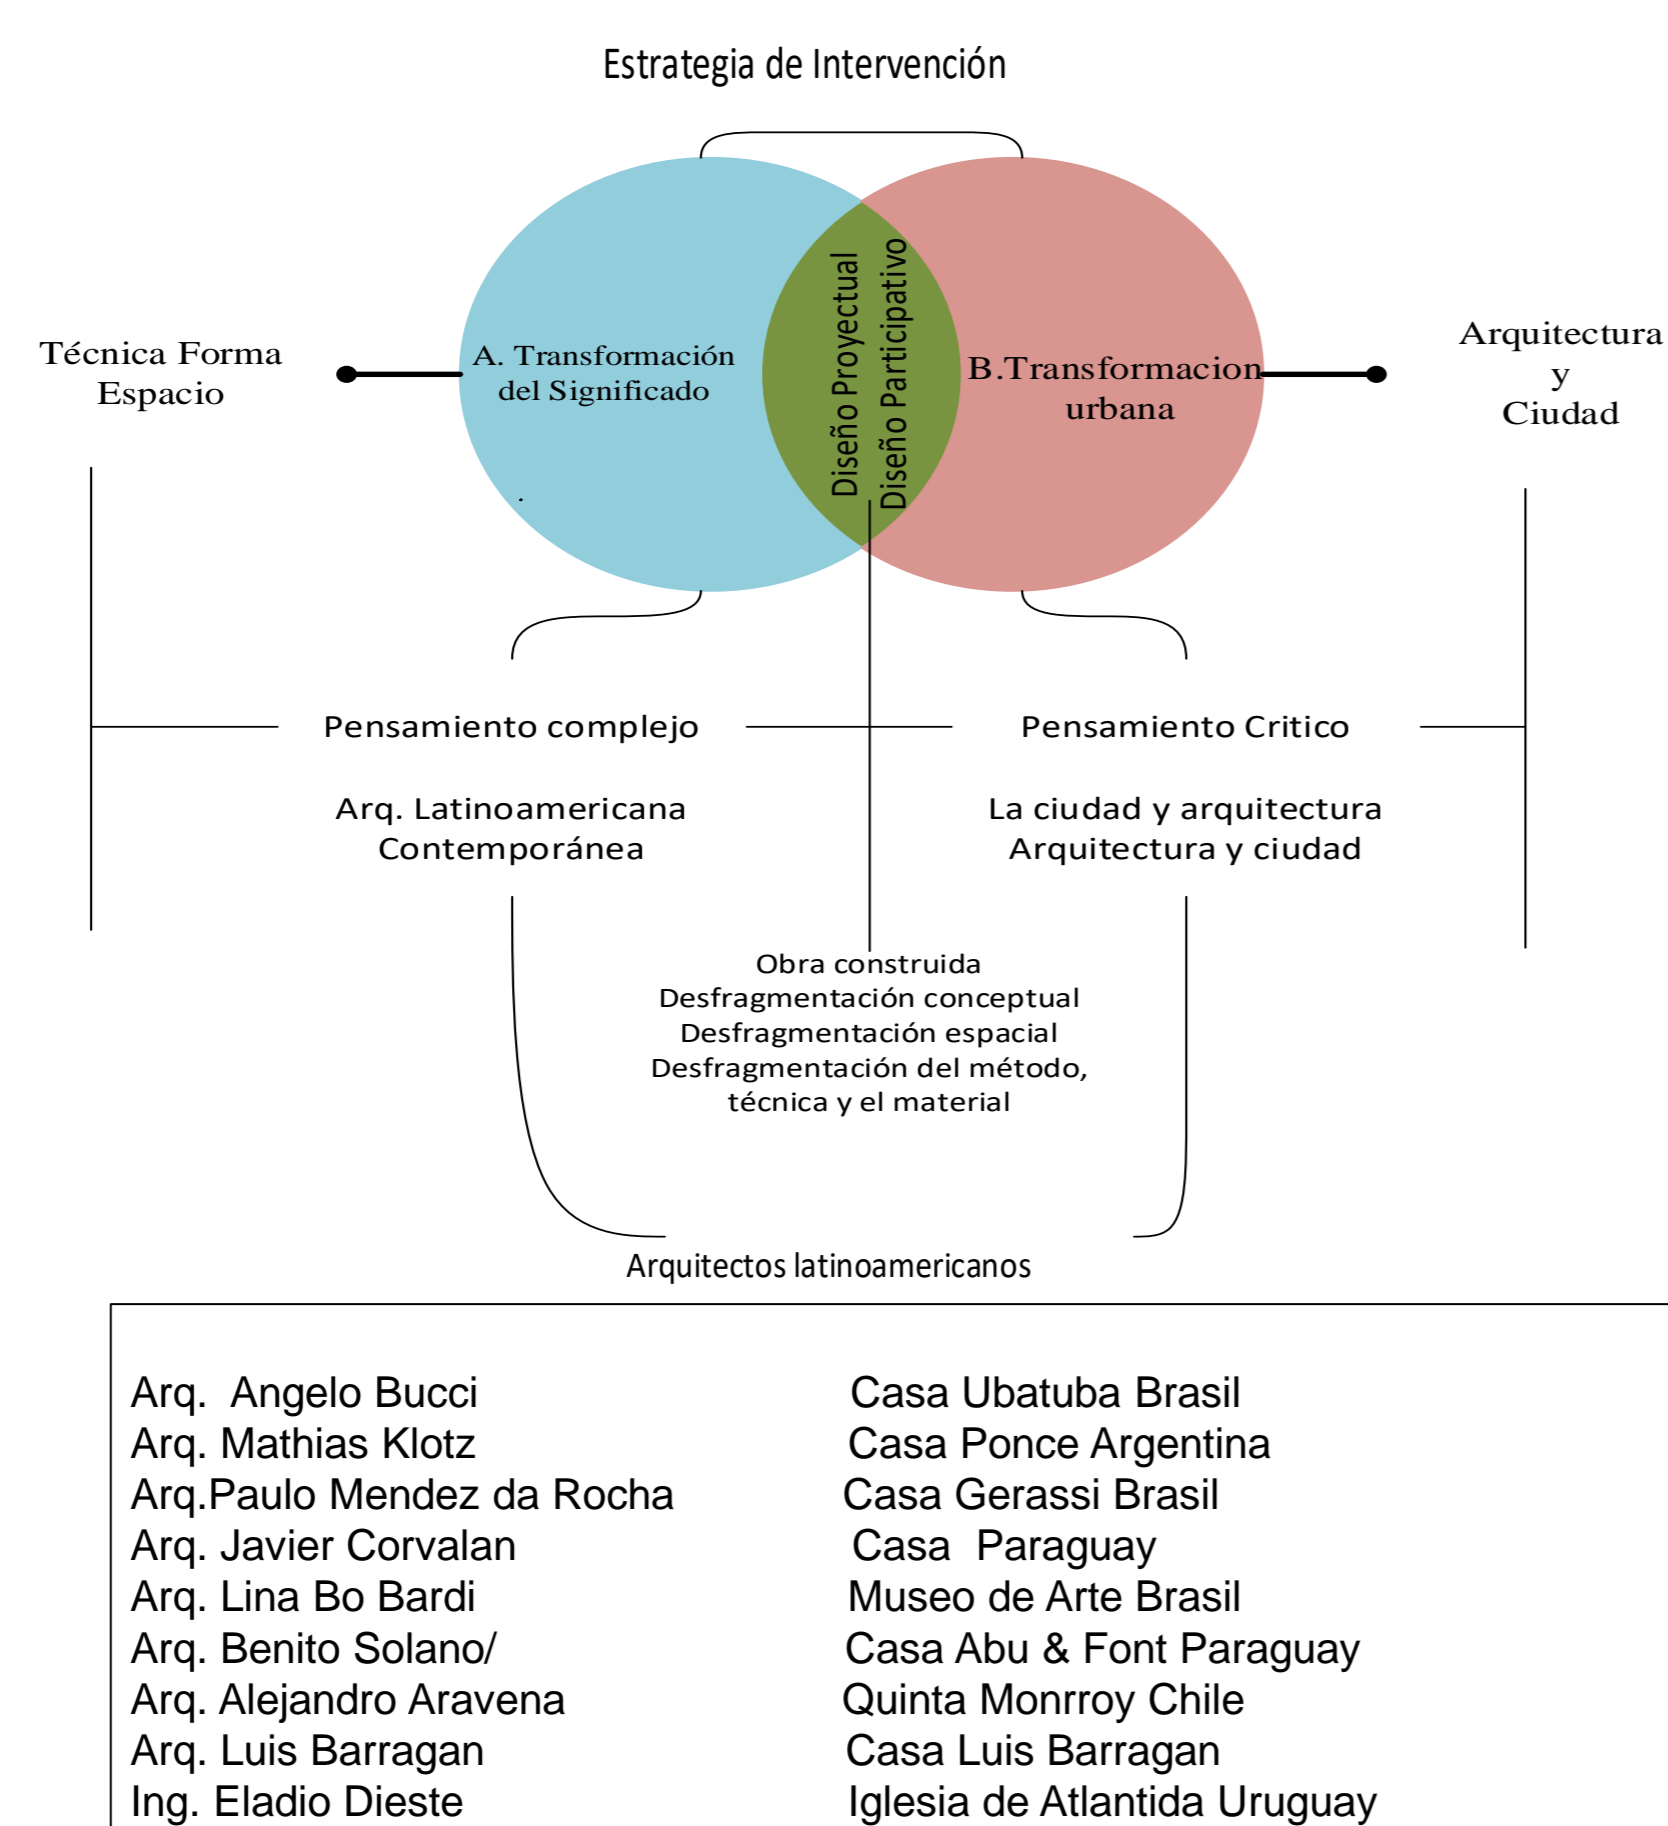 Estrategia de Intervención
Técnica Forma
Espacio
A. Transformación
del Significado
Diseño Proyectual
Diseño Participativo
B.Transformacion
urbana
Arquitectura
y
Ciudad
Pensamiento complejo
Pensamiento Critico
Arq. Latinoamericana
Contemporánea
La ciudad y arquitectura
Arquitectura y ciudad
Obra construida
Desfragmentación conceptual
Desfragmentación espacial
Desfragmentación del método,
técnica y el material
Arquitectos latinoamericanos
Arq.  Angelo Bucci Casa Ubatuba Brasil
Arq. Mathias Klotz Casa Ponce Argentina
Arq.Paulo Mendez da Rocha Casa Gerassi Brasil
Arq. Javier Corvalan Casa  Paraguay
Arq. Lina Bo Bardi Museo de Arte Brasil
Arq. Benito Solano/ Casa Abu & Font Paraguay
Arq. Alejandro Aravena Quinta Monrroy Chile
Arq. Luis Barragan Casa Luis Barragan
Ing. Eladio Dieste Iglesia de Atlantida Uruguay